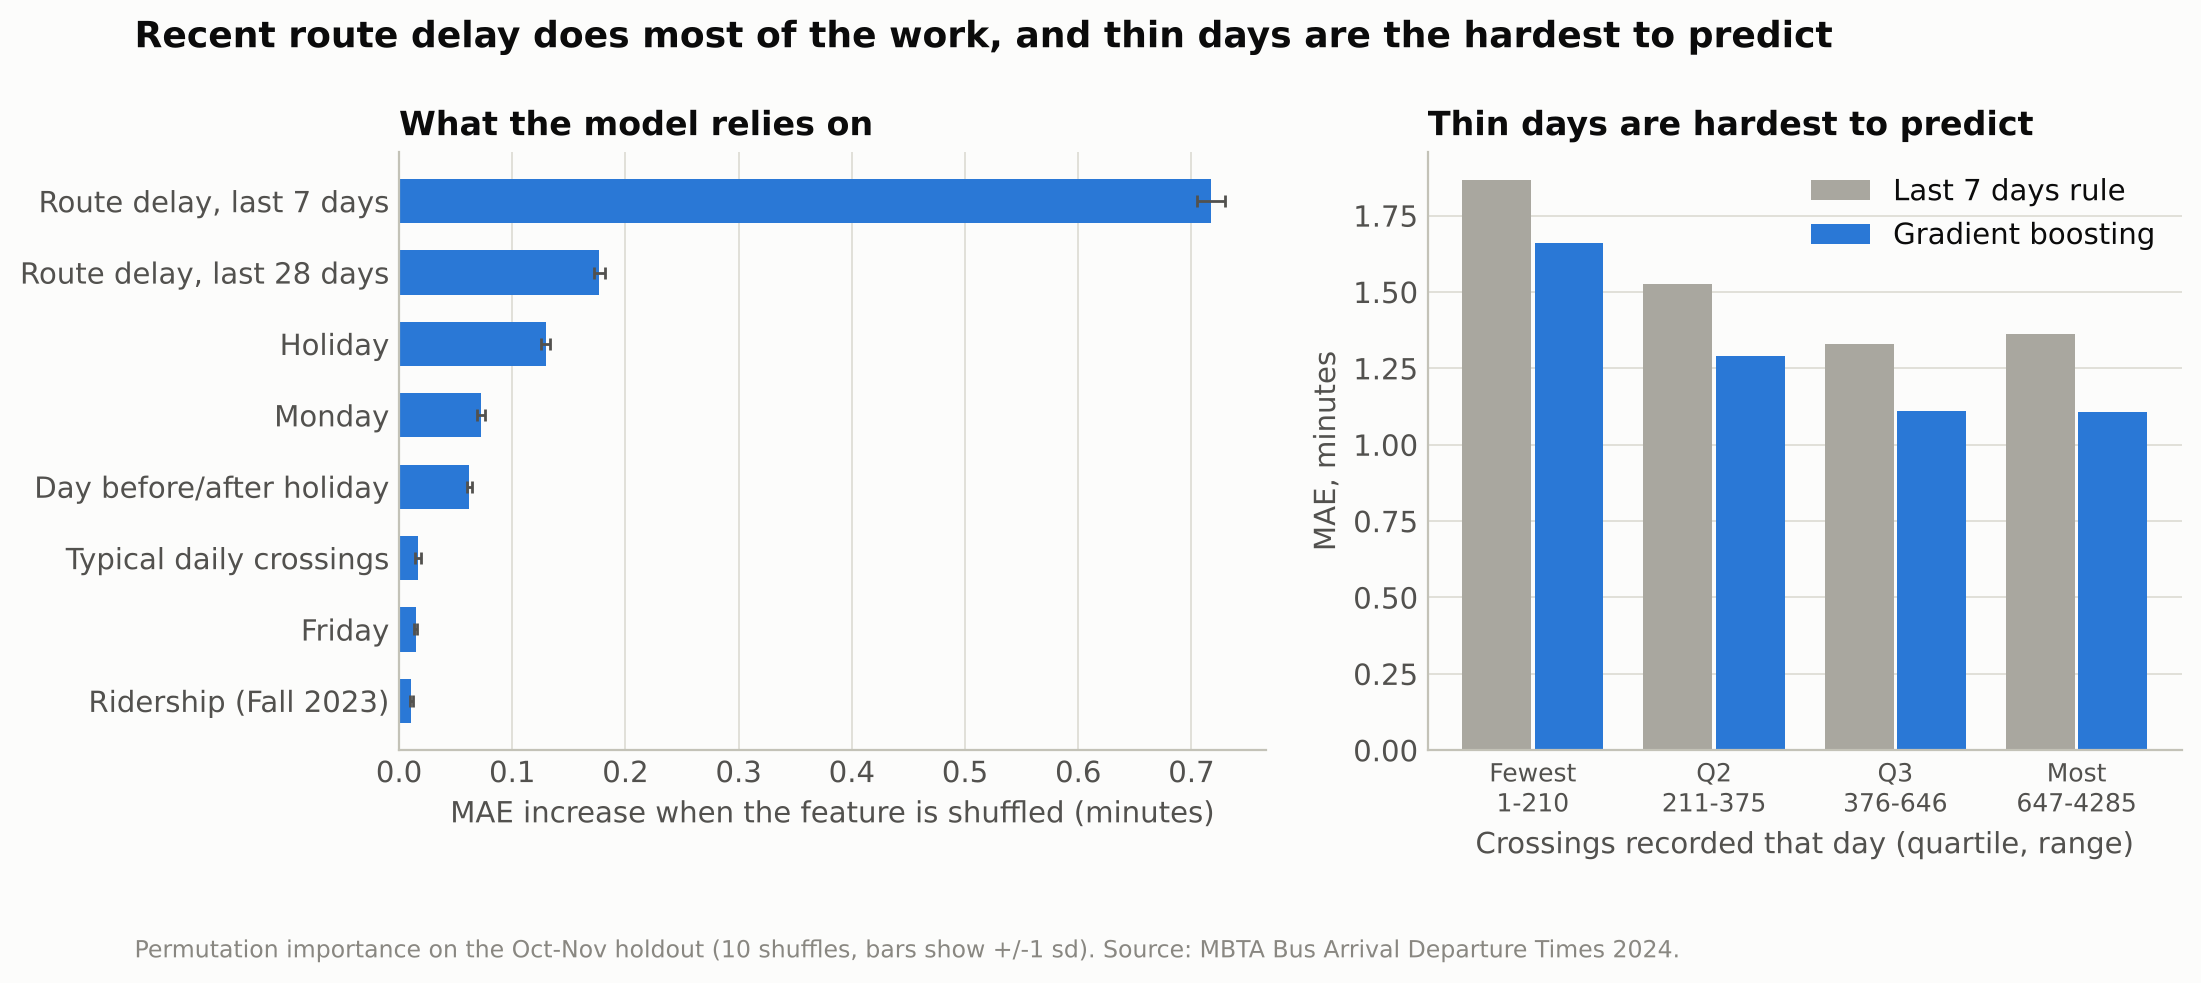 Recent route delay does most of the work, and thin days are the hardest to predict
What the model relies on
Route delay, last 7 days
Route delay, last 28 days
Holiday
Monday
Day before/after holiday
Typical daily crossings
Friday
Ridership (Fall 2023)
0.0 0.1 0.2 0.3 0.4 0.5 0.6 0.7
MAE increase when the feature is shuffled (minutes)
Thin days are hardest to predict
Last 7 days rule
Gradient boosting
MAE, minutes
1.75
1.50
1.25
1.00
0.75
0.50
0.25
0.00
Fewest Q2 Q3 Most
1-210 211-375 376-646 647-4285
Crossings recorded that day (quartile, range)
Permutation importance on the Oct-Nov holdout (10 shuffles, bars show +/-1 sd). Source: MBTA Bus Arrival Departure Times 2024.